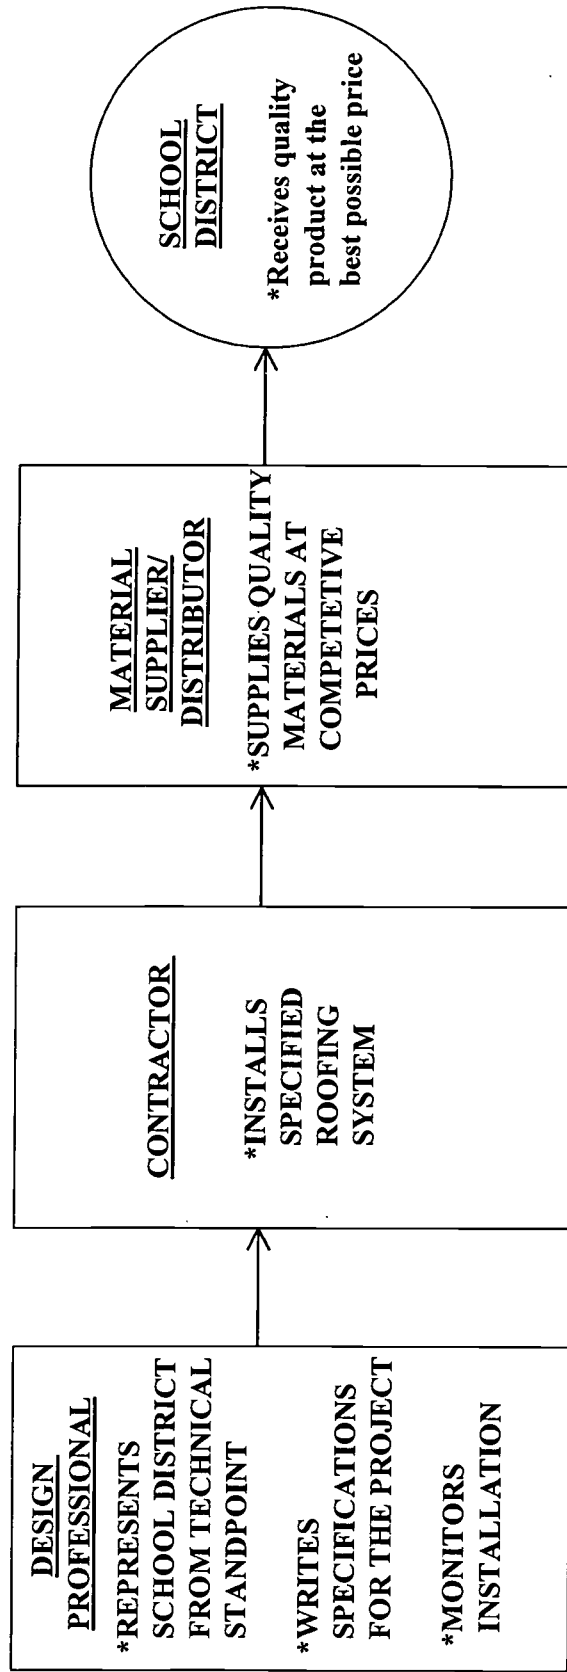 DESIGN
PROFESSIONAL
*REPRESENTS
SCHOOL DISTRICT
FROM TECHNICAL
STANDPOINT
*WRITES
SPECIFICATIONS
FOR THE PROJECT
*MONITORS
INSTALLATION
CONTRACTOR
*INSTALLS
SPECIFIED
ROOFING
SYSTEM
MATERIAL
SUPPLIER/
DISTRIBUTOR
*SUPPLIES QUALITY
MATERIALS AT
COMPETETIVE
PRICES
SCHOOL
DISTRICT
*Receives quality
product at the
best possible price